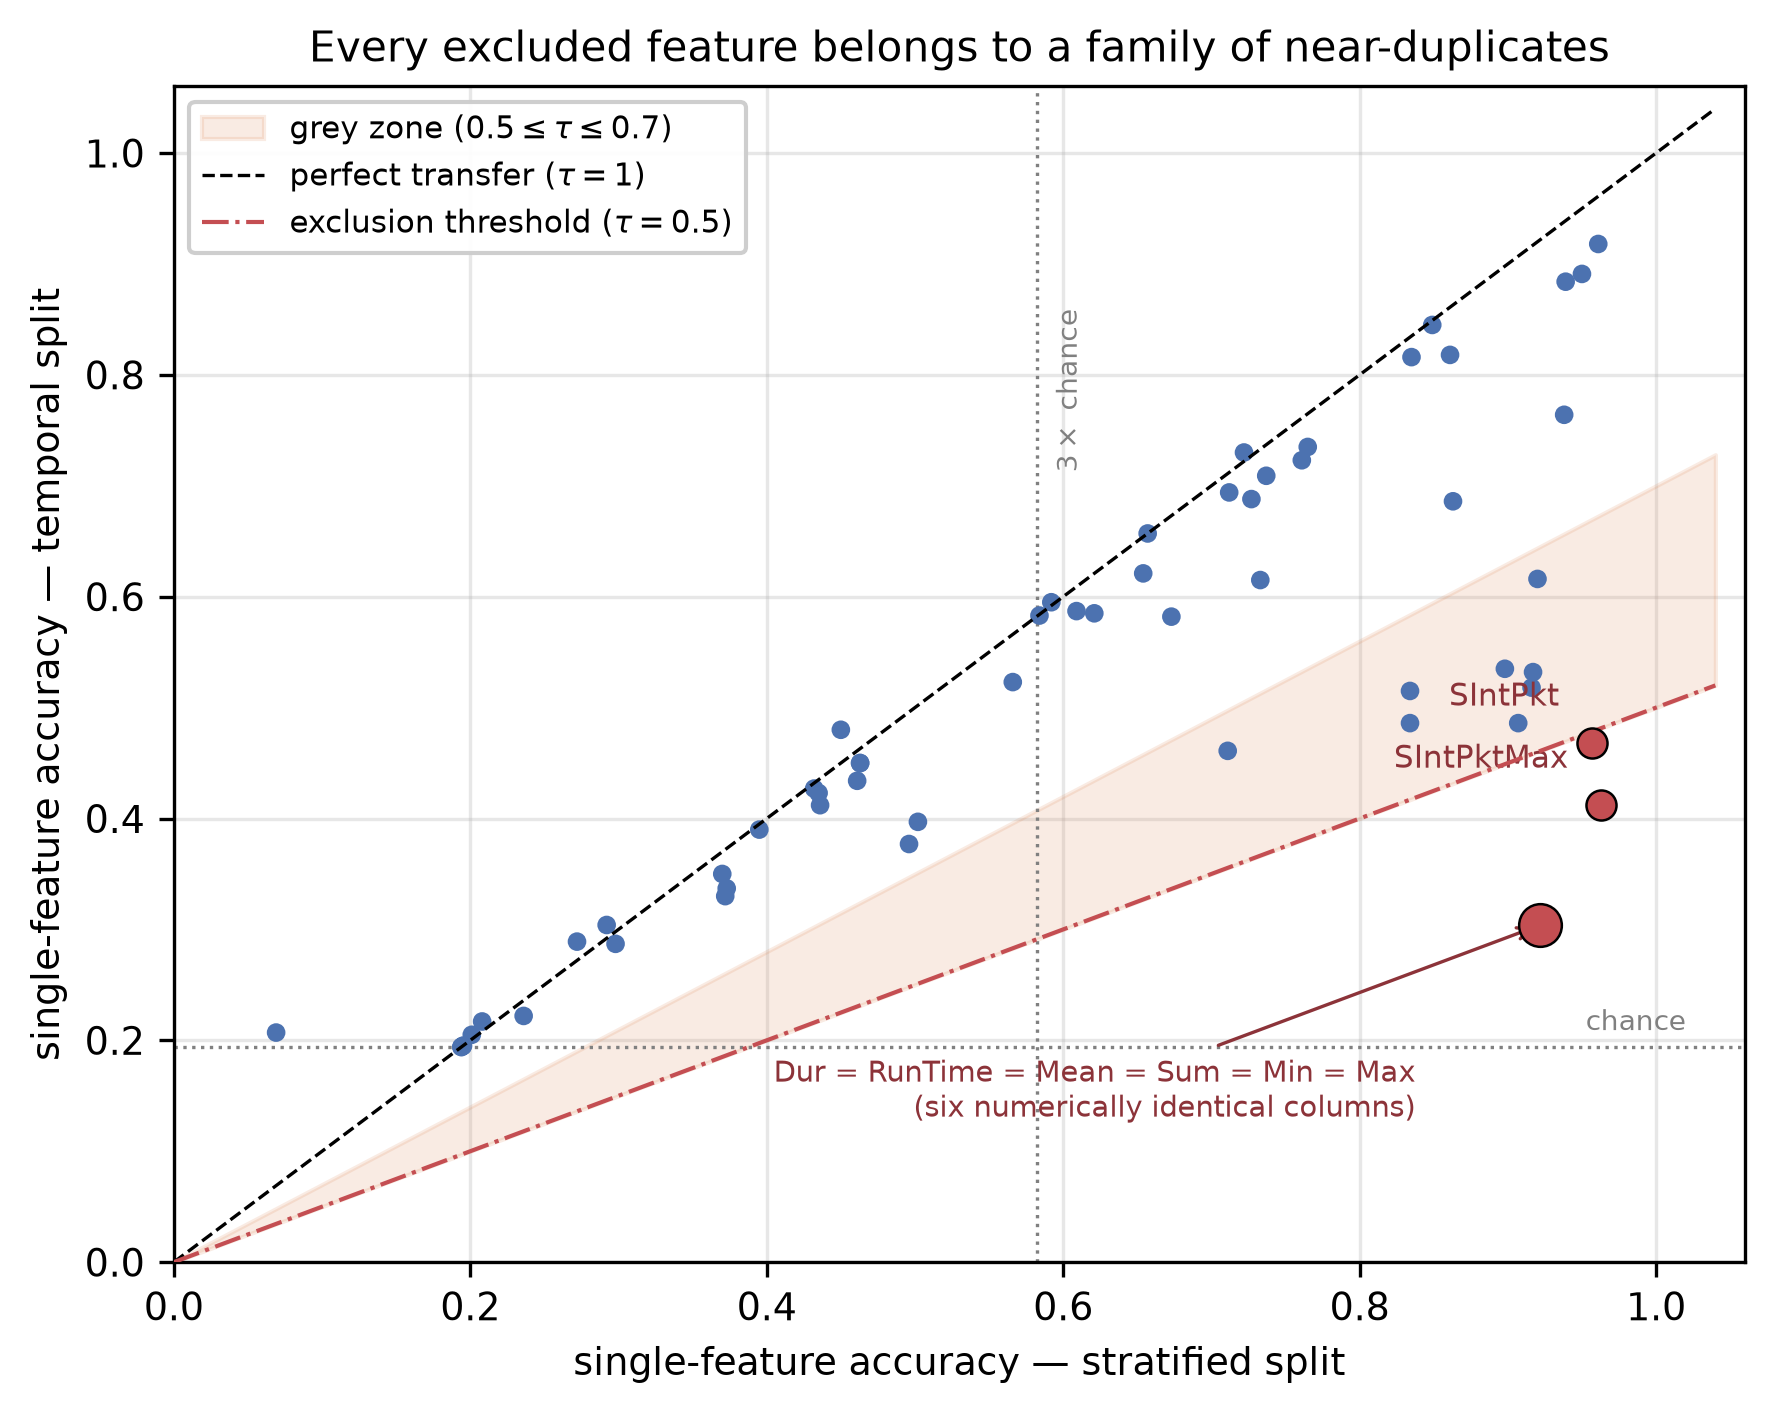 Every excluded feature belongs to a family of near-duplicates
grey zone (0.5 ≤ τ ≤ 0.7)
perfect transfer (τ = 1)
exclusion threshold (τ = 0.5)
single-feature accuracy — temporal split
1.0
0.8
0.6
0.4
0.2
0.0
3 × chance
SIntPkt
SIntPktMax
chance
Dur = RunTime = Mean = Sum = Min = Max
(six numerically identical columns)
0.0 0.2 0.4 0.6 0.8 1.0
single-feature accuracy — stratified split